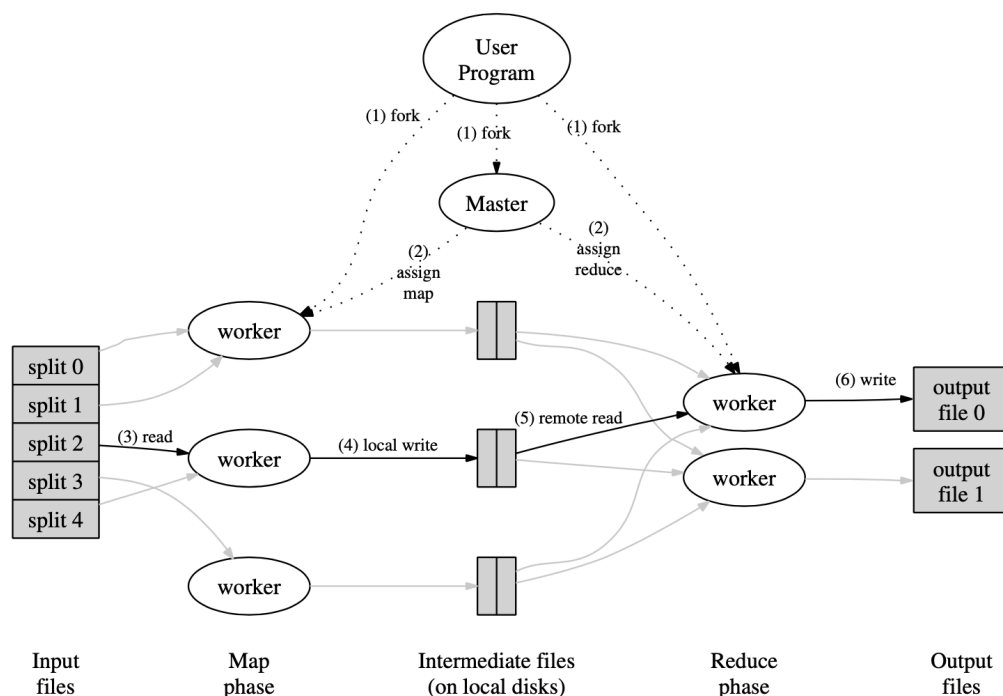 User
Program
(1) fork
(1) fork
(1) fork
Master
(2)
assign
map
(2)
assign
reduce
worker
split 0
split 1
split 2
split 3
split 4
(3) read
worker
(4) local write
(5) remote read
worker
(6) write
output
file 0
worker
output
file 1
worker
Input
files
Map
phase
Intermediate files
(on local disks)
Reduce
phase
Output
files